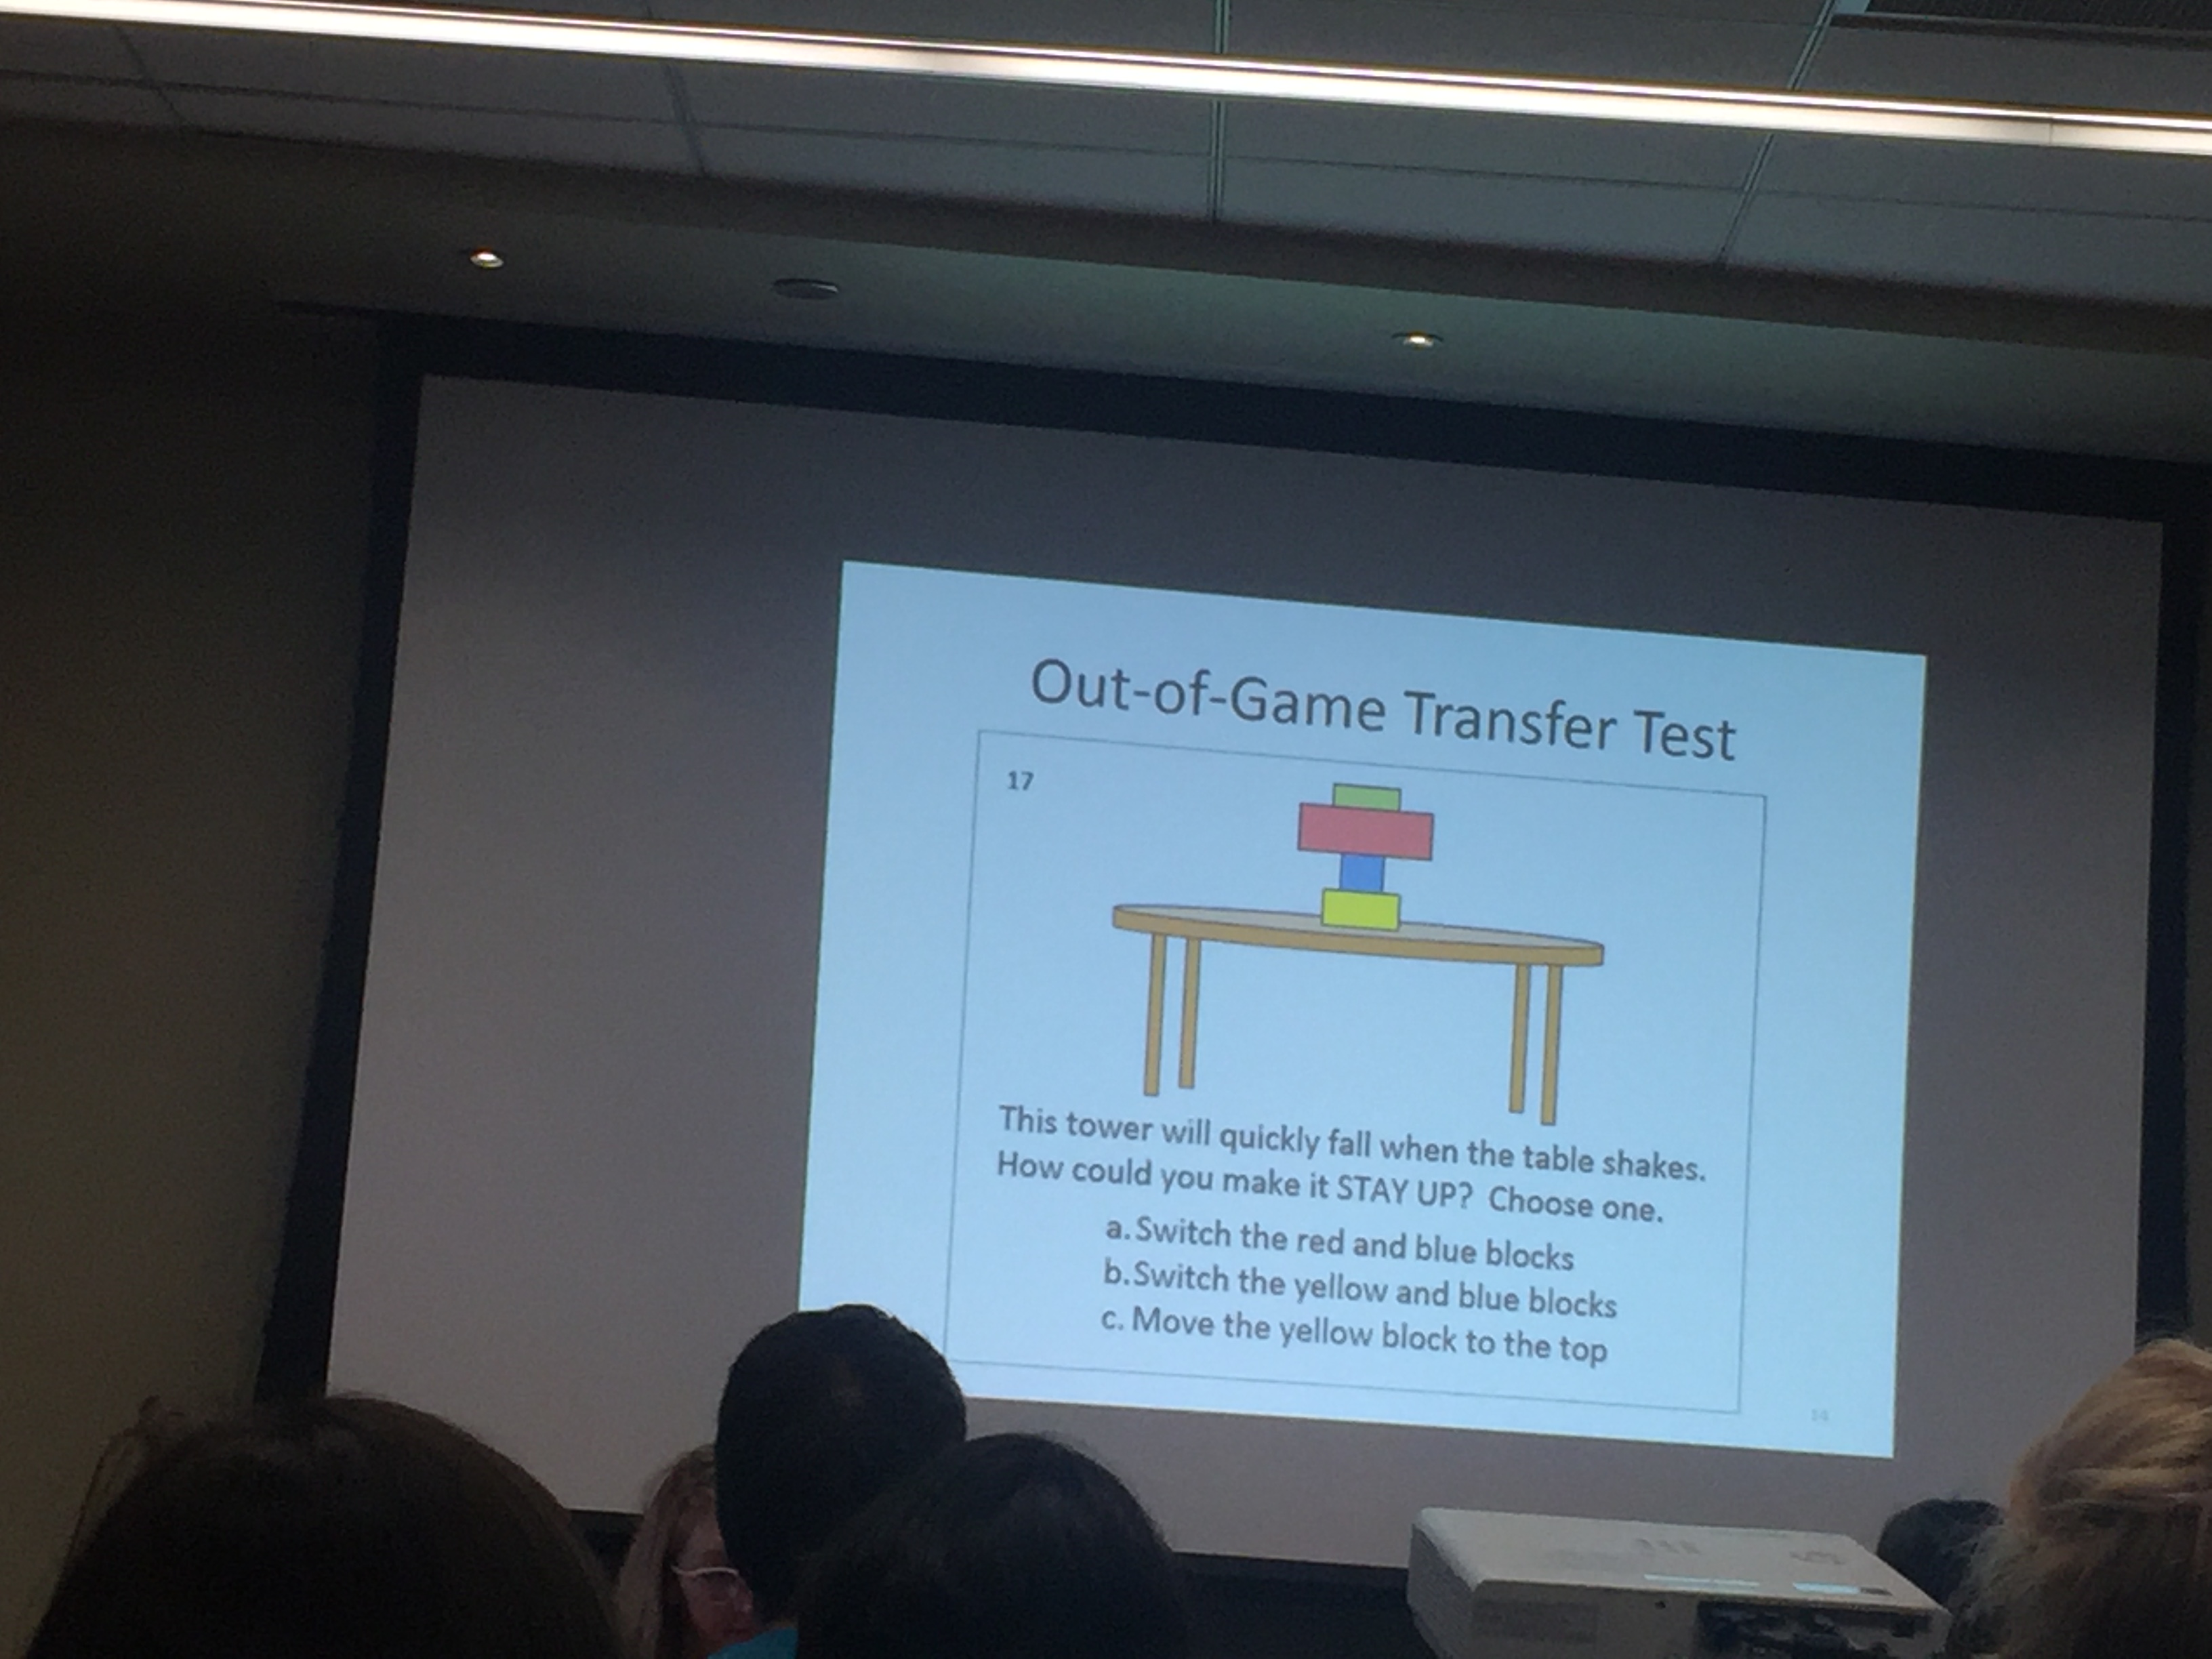 Out-of-Game Transfer Test
17
This tower will quickly fall when the table shakes.
How could you make it STAY UP? Choose one.
a. Switch the red and blue blocks
b. Switch the yellow and blue blocks
c. Move the yellow block to the top